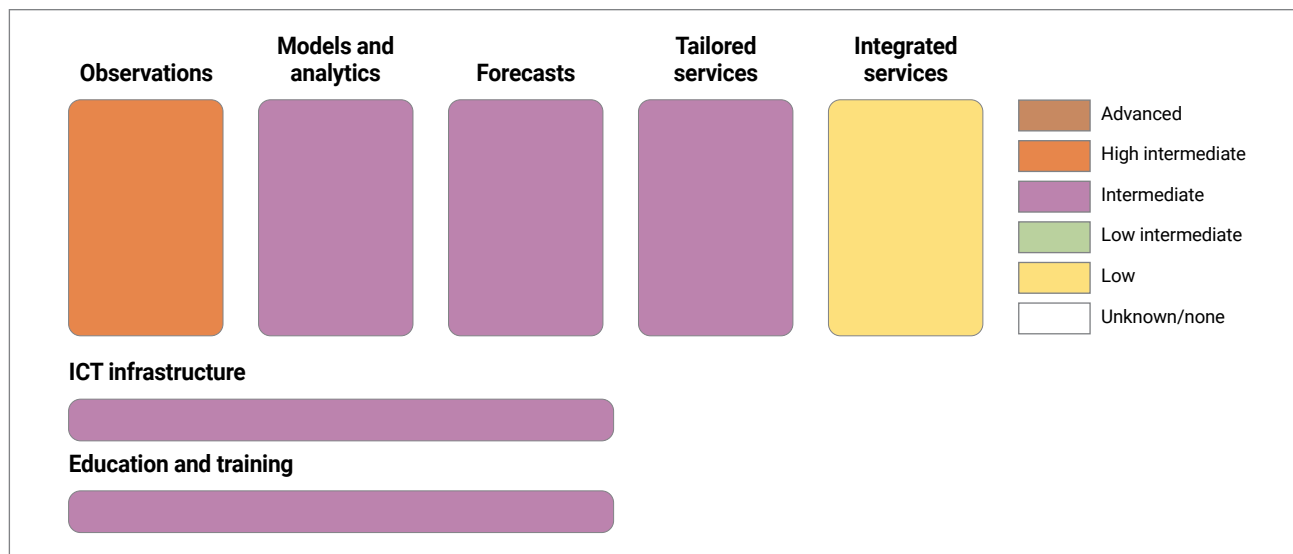 Observations
Models and
analytics
Forecasts
Tailored
services
Integrated
services
Advanced
High intermediate
Intermediate
Low intermediate
Low
Unknown/none
ICT infrastructure
Education and training